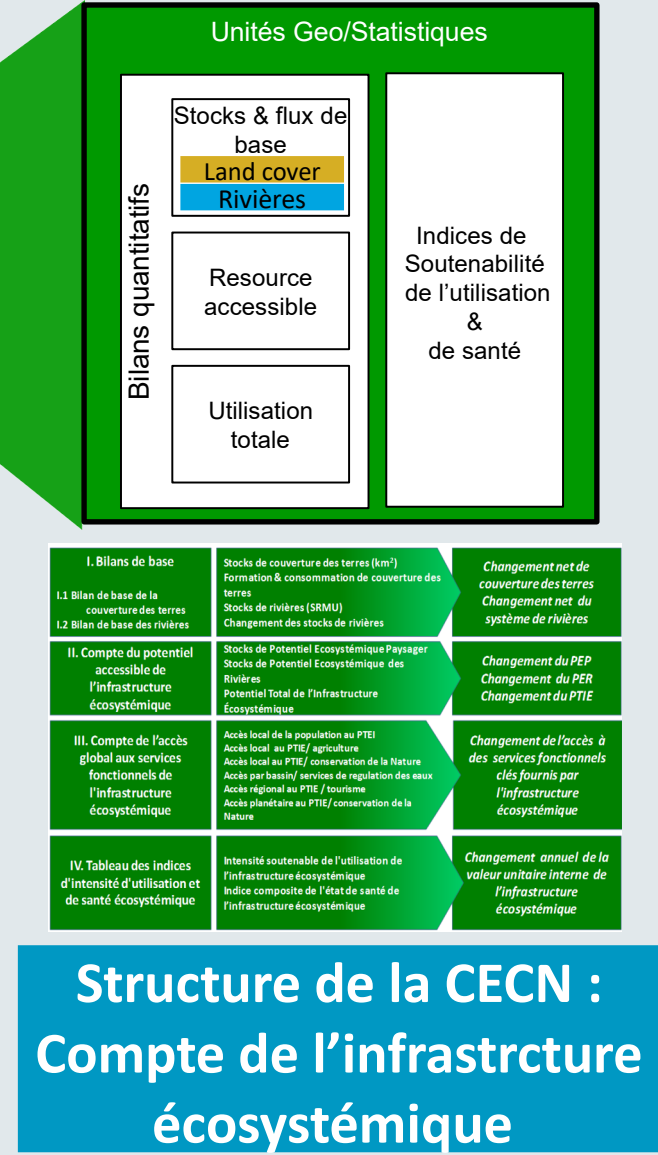 Unités Geo/Statistiques
Bilans quantitatifs
Stocks & flux de
base
Land cover
Rivières
Resource
accessible
Utilisation
totale
Indices de
Soutenabilité
de l’utilisation
&
de santé
I. Bilans de base
I.1 Bilan de base de la
couverture des terres
I.2 Bilan de base des rivières
Stocks de couverture des terres (km²)
Formation & consommation de couverture des
terres
Stocks de rivières (SRMU)
Changement des stocks de rivières
Changement net de
couverture des terres
Changement net du
système de rivières
II. Compte du potentiel
accessible de
l’infrastructure
écosystémique
Stocks de Potentiel Ecosystémique Paysager
Stocks de Potentiel Ecosystémique des
Rivières
Potentiel Total de l’Infrastructure
Écosystémique
Changement du PEP
Changement du PER
Changement du PTIE
III. Compte de l’accès
global aux services
fonctionnels de
l'infrastructure
écosystémique
Accès local de la population au PTEI
Accès local au PTIE/ agriculture
Accès local au PTIE/ conservation de la Nature
Accès par bassin/ services de regulation des eaux
Accès régional au PTIE / tourisme
Accès planétaire au PTIE/ conservation de la
Nature
Changement de l’accès à
des services fonctionnels
clés fournis par
l’infrastructure
écosystémique
IV. Tableau des indices
d'intensité d'utilisation et
de santé écosystémique
Intensité soutenable de l'utilisation de
l’infrastructure écosystémique
Indice composite de l'état de santé de
l’infrastructure écosystémique
Changement annuel de la
valeur unitaire interne de
l’infrastructure
écosystémique
Structure de la CECN :
Compte de l’infrastrcture
écosystémique